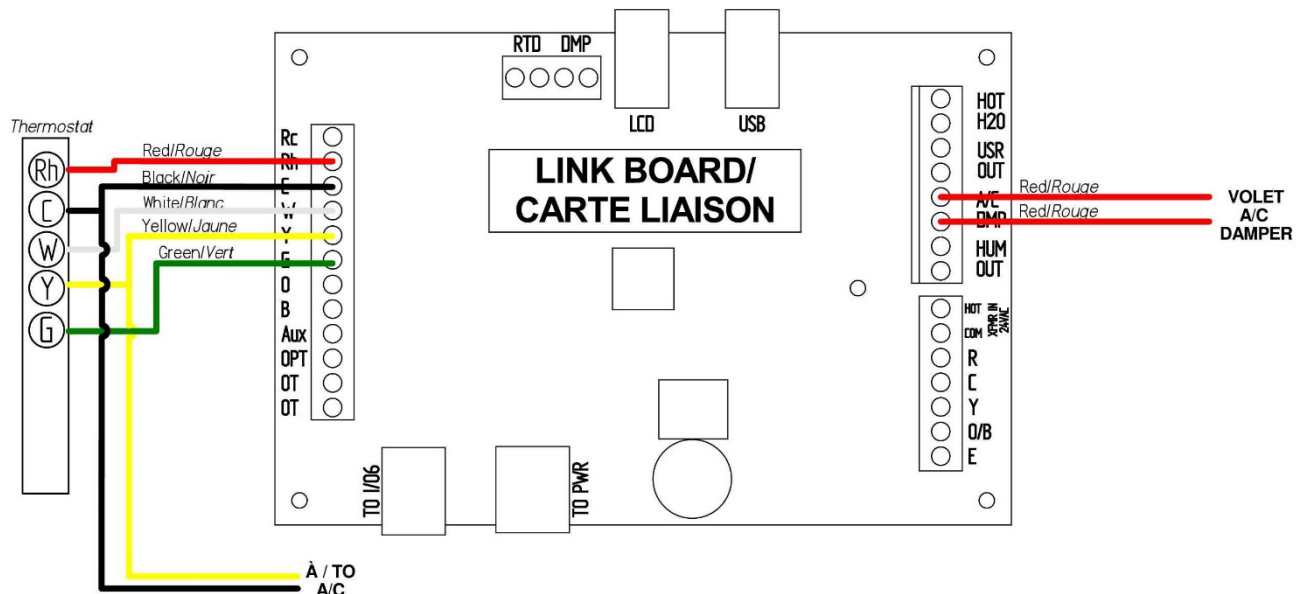 RTD DMP
LCD
USB
LINK BOARD/
CARTE LIAISON
Thermostat
Rh
C
W
Y
G
Red/Rouge
Black/Noir
White/Blanc
Yellow/Jaune
Green/Vert
Rc
Rh
C
W
Y
G
O
B
Aux
OPT
OT
OT
HOT
H2O
USR
OUT
A/C
DMP
HUM
OUT
Red/Rouge
Red/Rouge
VOLET
A/C
DAMPER
HOT
COM
XFMR IN
24VAC
R
C
Y
O/B
E
TO I/O6
TO PWR
À / TO
A/C